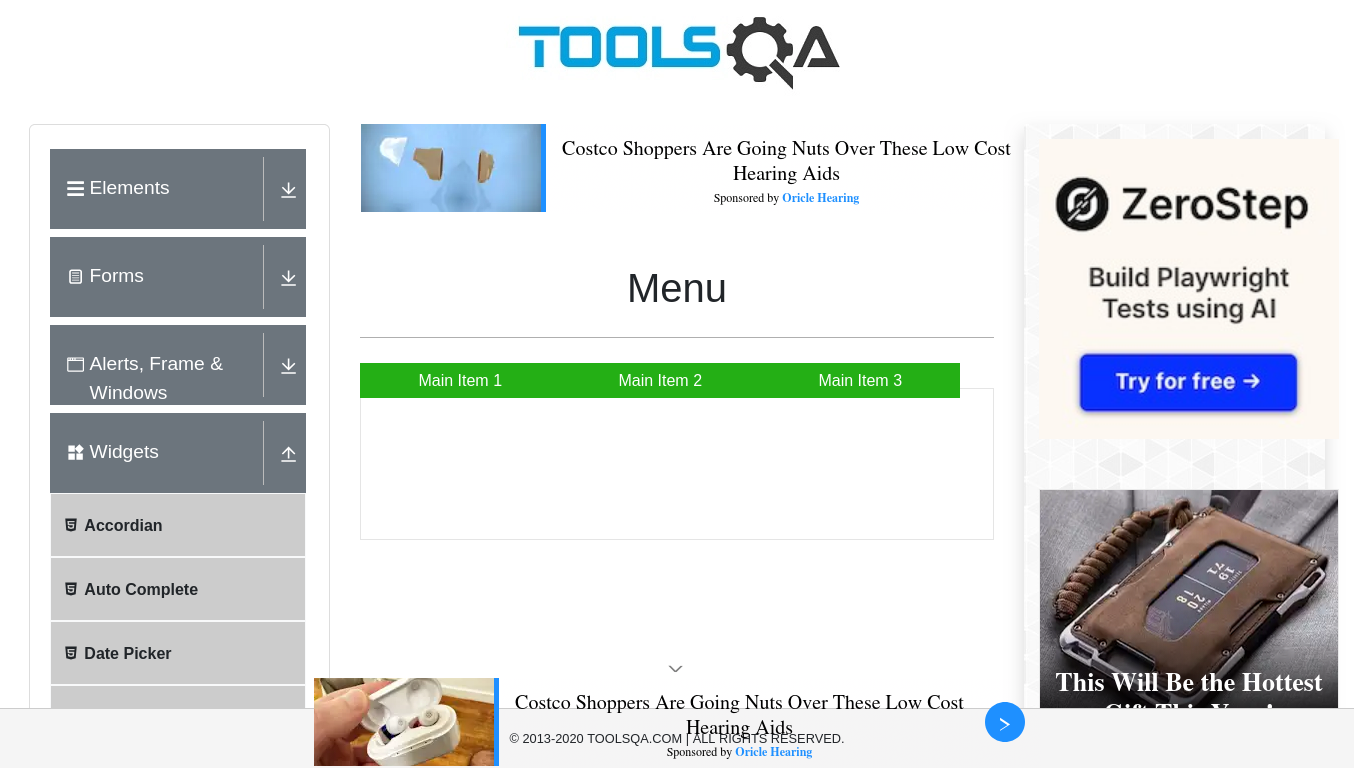 TOOLSQA
Elements
Forms
Alerts, Frame &
Windows
Widgets
Accordian
Auto Complete
Date Picker
Costco Shoppers Are Going Nuts Over These Low Cost
Hearing Aids
Sponsored by Oricle Hearing
Menu
Main Item 1
Main Item 2
Main Item 3
ZeroStep
Build Playwright
Tests using AI
Try for free →
This Will Be the Hottest
Costco Shoppers Are Going Nuts Over These Low Cost
Hearing Aids
© 2013-2020 TOOLSQA.COM | ALL RIGHTS RESERVED.
Sponsored by Oricle Hearing